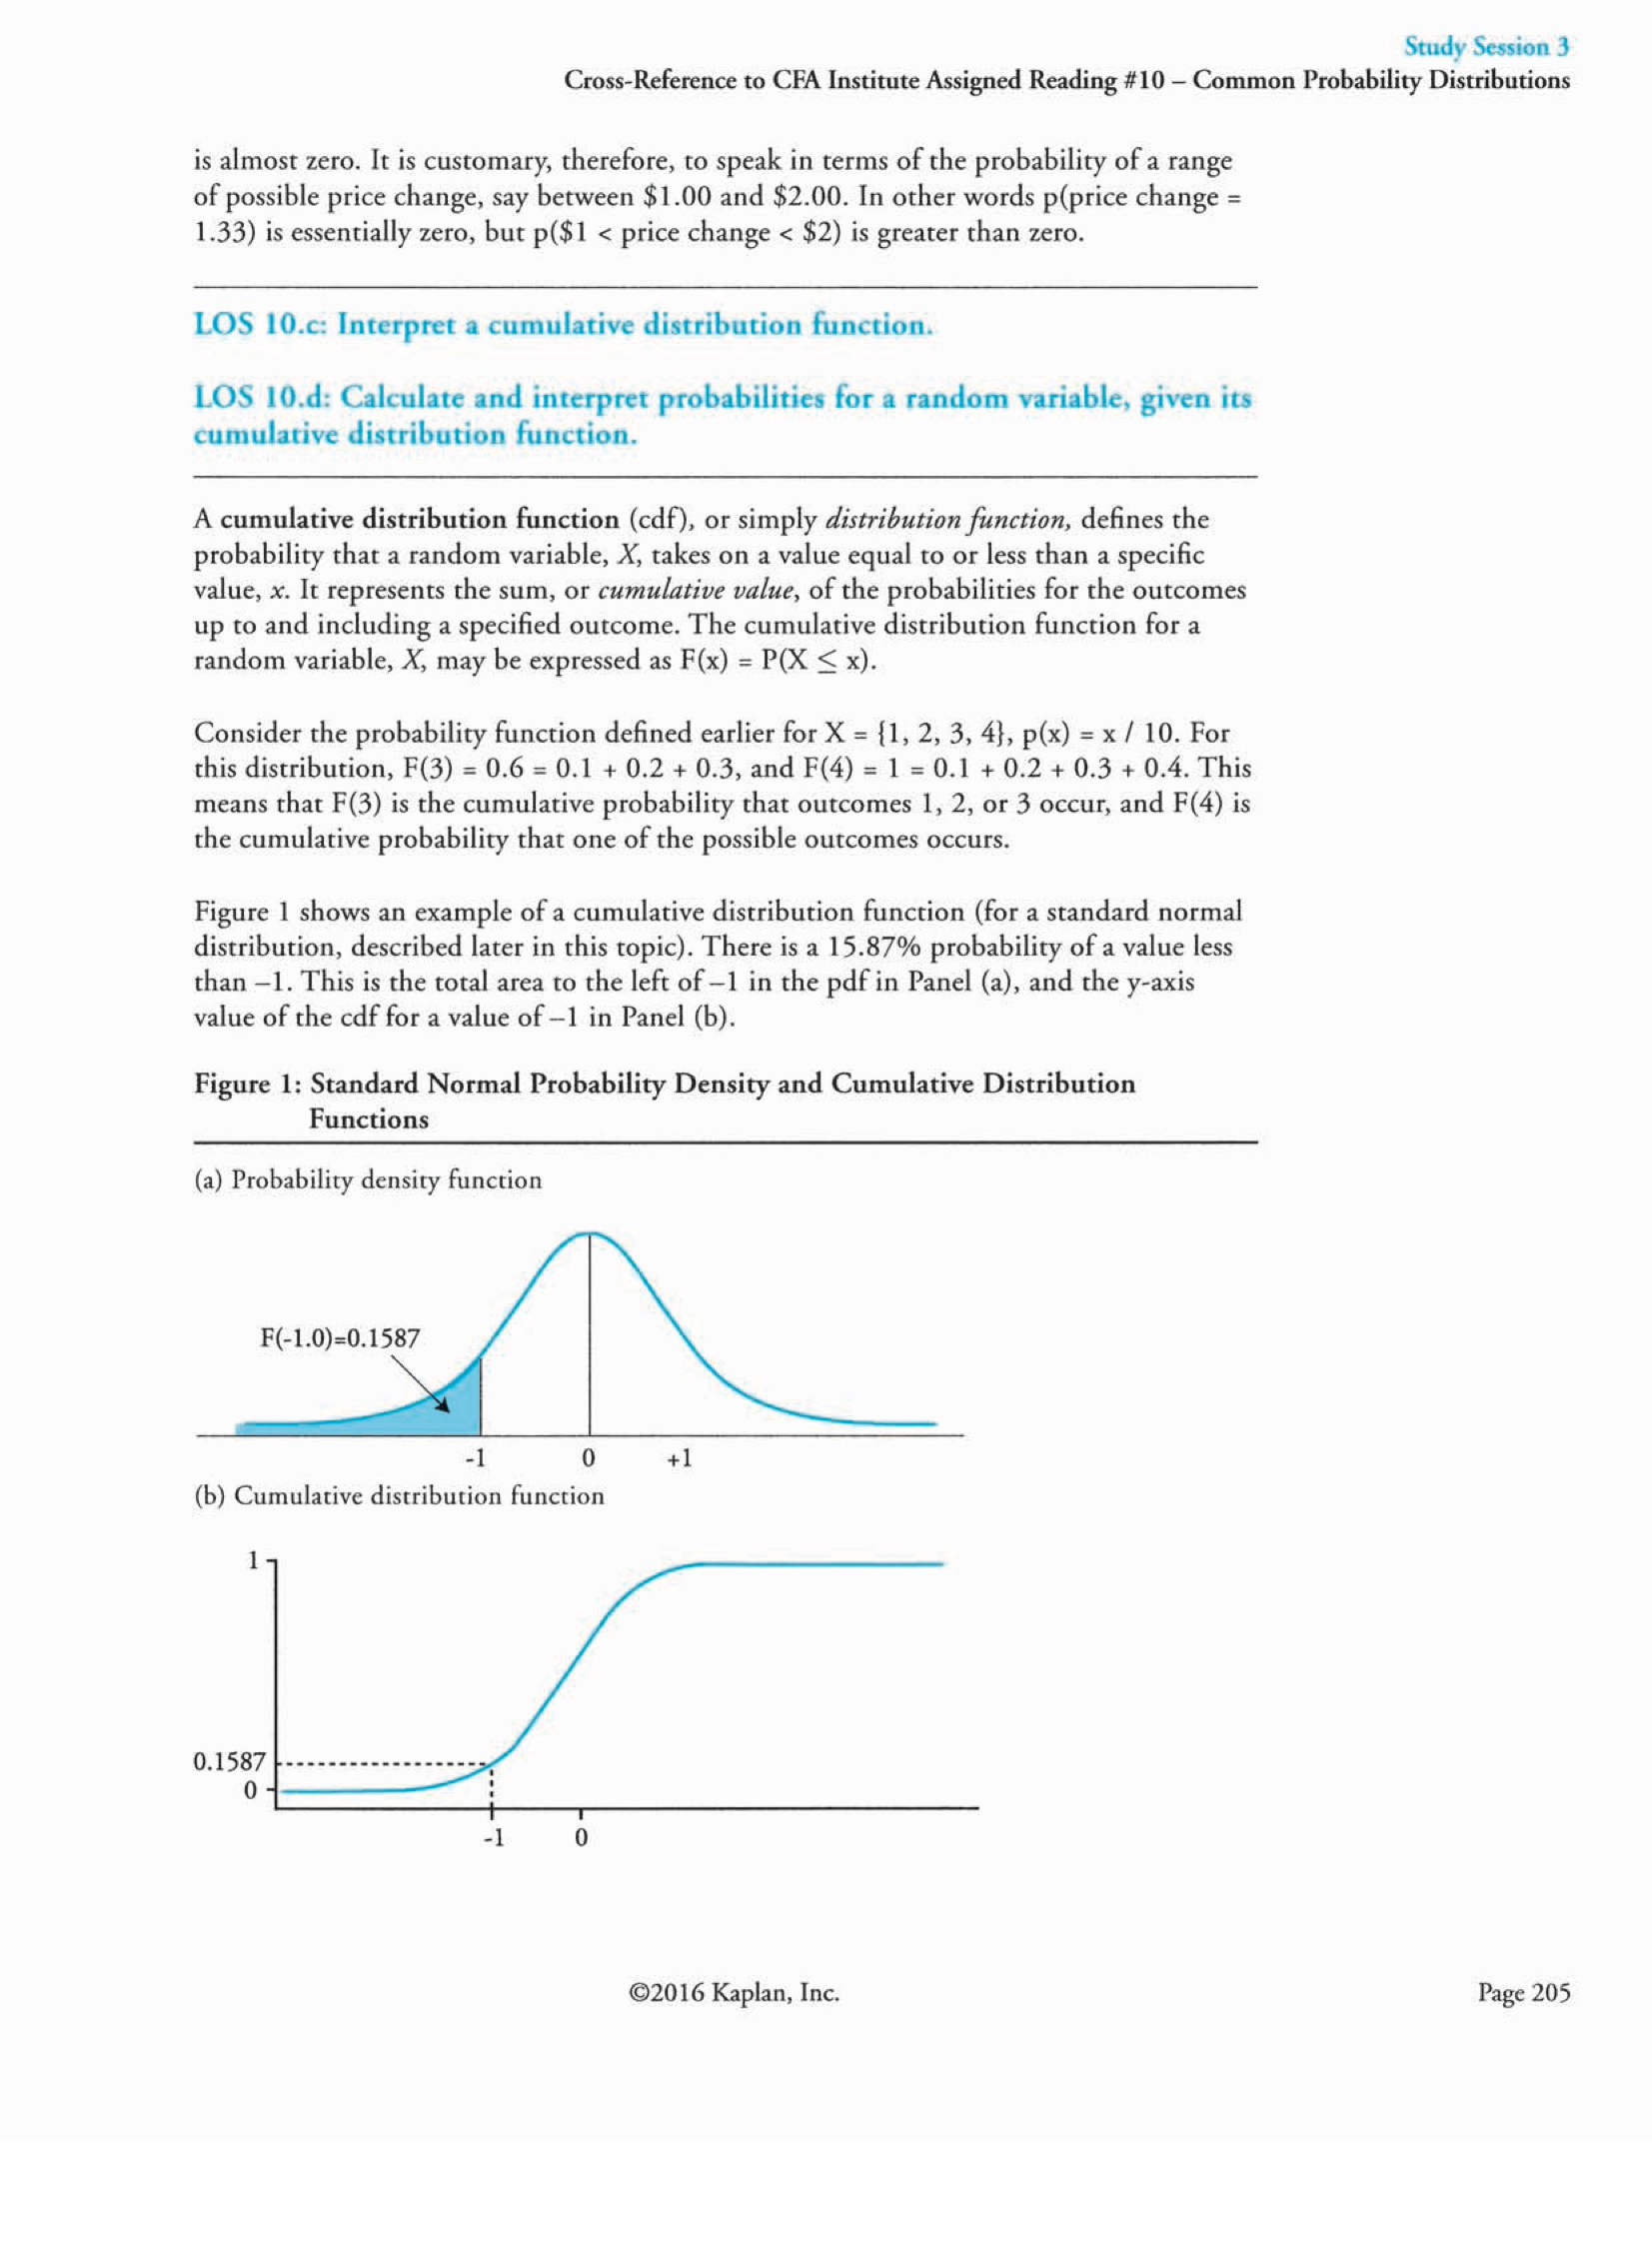 Study Session 3
Cross-Reference to CFA Institute Assigned Reading #10 – Common Probability Distributions
is almost zero. It is customary, therefore, to speak in terms of the probability of a range
of possible price change, say between $1.00 and $2.00. In other words p(price change =
1.33) is essentially zero, but p($1 < price change < $2) is greater than zero.
LOS 10.c: Interpret a cumulative distribution function.
LOS 10.d: Calculate and interpret probabilities for a random variable, given its
cumulative distribution function.
A cumulative distribution function (cdf), or simply distribution function, defines the
probability that a random variable, X, takes on a value equal to or less than a specific
value, x. It represents the sum, or cumulative value, of the probabilities for the outcomes
up to and including a specified outcome. The cumulative distribution function for a
random variable, X, may be expressed as F(x) = P(X ≤ x).
Consider the probability function defined earlier for X = {1, 2, 3, 4}, p(x) = x / 10. For
this distribution, F(3) = 0.6 = 0.1 + 0.2 + 0.3, and F(4) = 1 = 0.1 + 0.2 + 0.3 + 0.4. This
means that F(3) is the cumulative probability that outcomes 1, 2, or 3 occur, and F(4) is
the cumulative probability that one of the possible outcomes occurs.
Figure 1 shows an example of a cumulative distribution function (for a standard normal
distribution, described later in this topic). There is a 15.87% probability of a value less
than –1. This is the total area to the left of –1 in the pdf in Panel (a), and the y-axis
value of the cdf for a value of –1 in Panel (b).
Figure 1: Standard Normal Probability Density and Cumulative Distribution
Functions
(a) Probability density function
F(-1.0)=0.1587
-1 0 +1
(b) Cumulative distribution function
1
0.1587
0
-1 0
©2016 Kaplan, Inc. Page 205